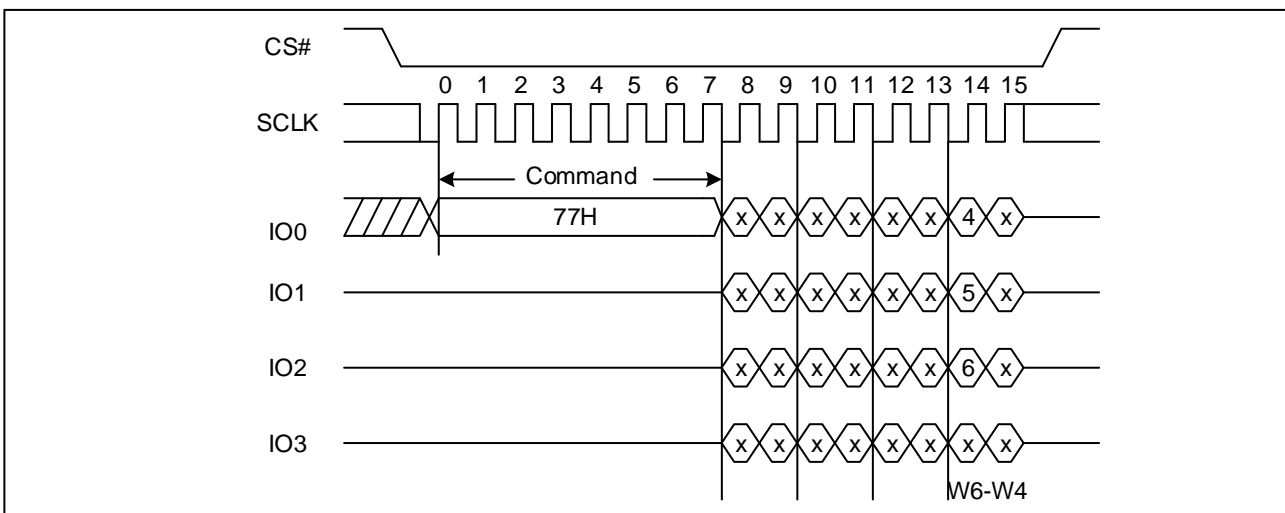 CS#
0 1 2 3 4 5 6 7 8 9 10 11 12 13 14 15
SCLK
Command
IO0 77H x x x x x x 4 x
IO1 x x x x x x 5 x
IO2 x x x x x x 6 x
IO3 x x x x x x x x
W6-W4